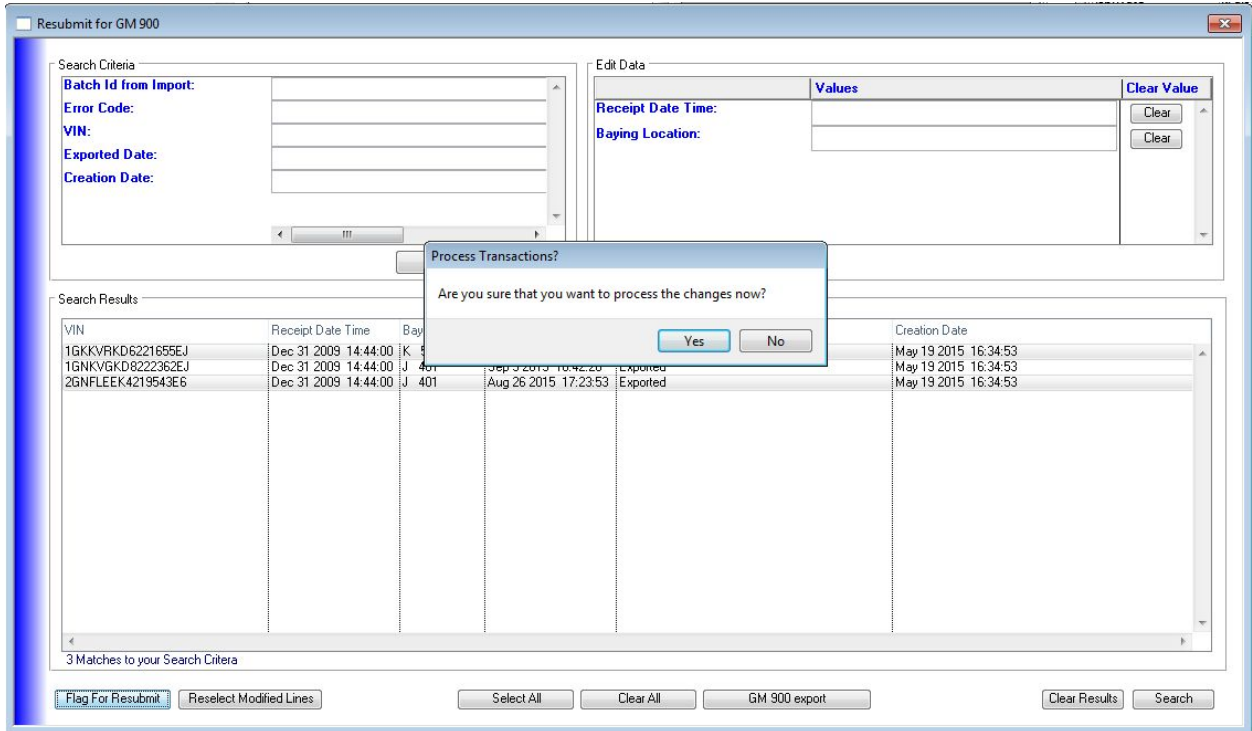 Resubmit for GM 900
Search Criteria
Batch Id from Import:
Error Code:
VIN:
Exported Date:
Creation Date:
Edit Data
Values Clear Value
Receipt Date Time: Clear
Baying Location: Clear
Process Transactions?
Are you sure that you want to process the changes now?
Yes No
Search Results
VIN Receipt Date Time Bay Creation Date
1GKKVRKD6221655EJ Dec 31 2009 14:44:00 K May 19 2015 16:34:53
1GNKVGKD8222362EJ Dec 31 2009 14:44:00 J 401 Exported May 19 2015 16:34:53
2GNFLEEK4219543E6 Dec 31 2009 14:44:00 J 401 Aug 26 2015 17:23:53 Exported May 19 2015 16:34:53
3 Matches to your Search Critera
Flag For Resubmit Reselect Modified Lines Select All Clear All GM 900 export Clear Results Search